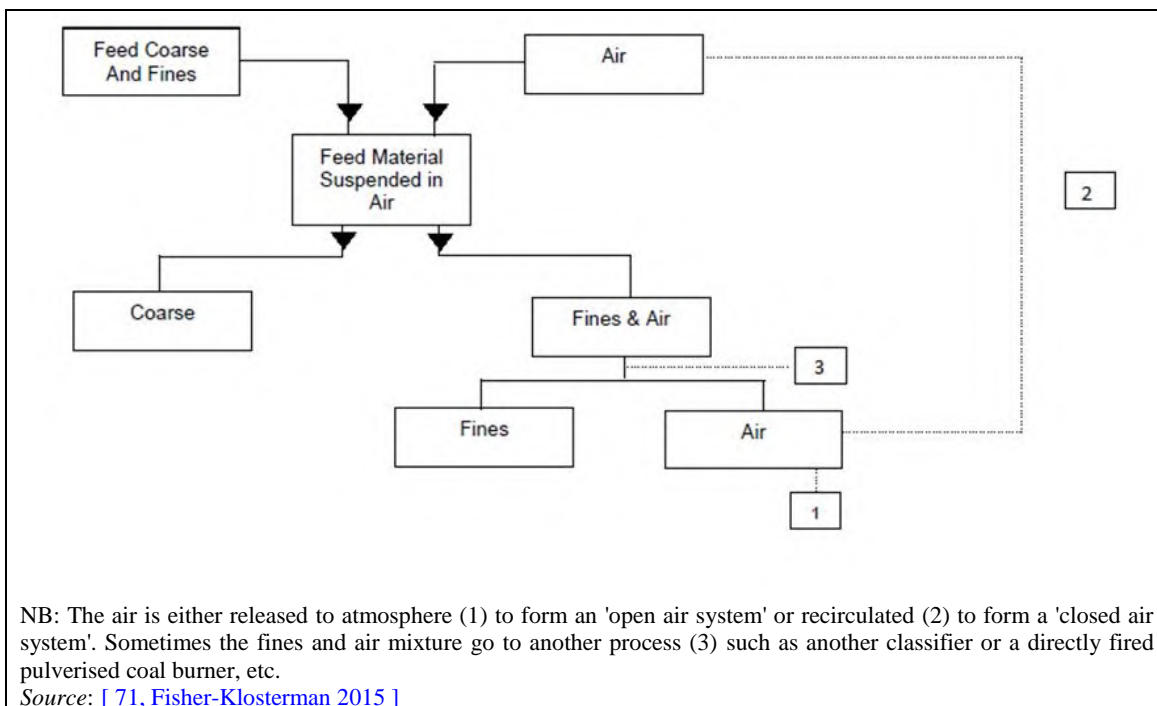 Feed Coarse
And Fines
Air
Feed Material
Suspended in
Air
2
Coarse
Fines & Air
3
Fines
Air
1
NB: The air is either released to atmosphere (1) to form an 'open air system' or recirculated (2) to form a 'closed air
system'. Sometimes the fines and air mixture go to another process (3) such as another classifier or a directly fired
pulverised coal burner, etc.
Source: [ 71, Fisher-Klosterman 2015 ]